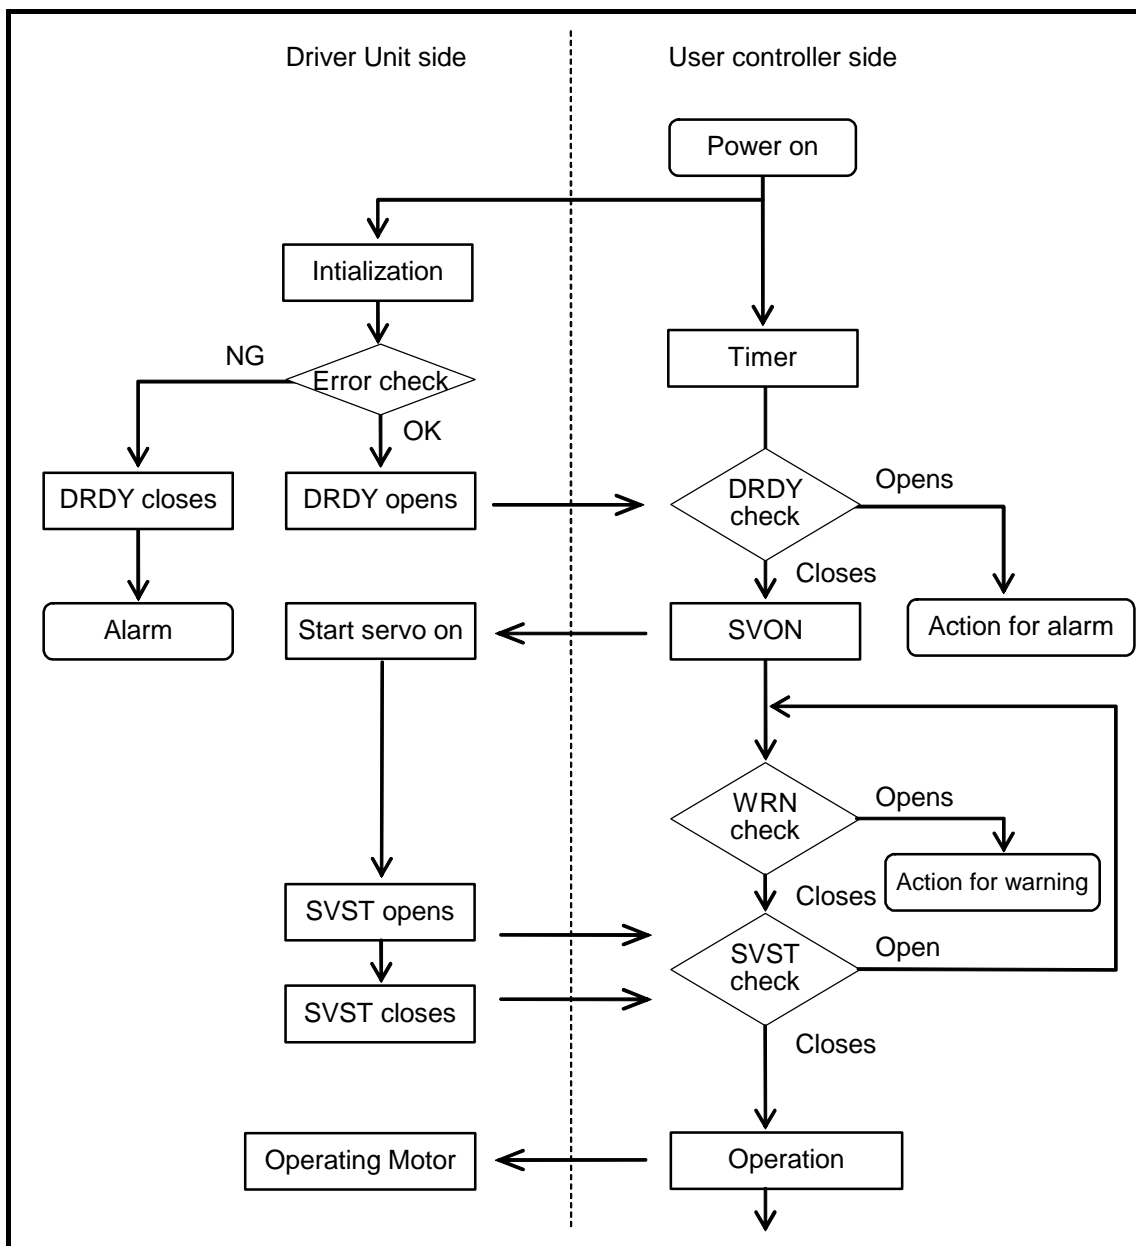 Driver Unit side
User controller side
Power on
Intialization
Timer
NG
Error check
OK
DRDY closes
DRDY opens
DRDY
check
Opens
Closes
Alarm
Start servo on
SVON
Action for alarm
WRN
check
Opens
Action for warning
Closes
SVST opens
SVST
check
Open
SVST closes
Closes
Operating Motor
Operation